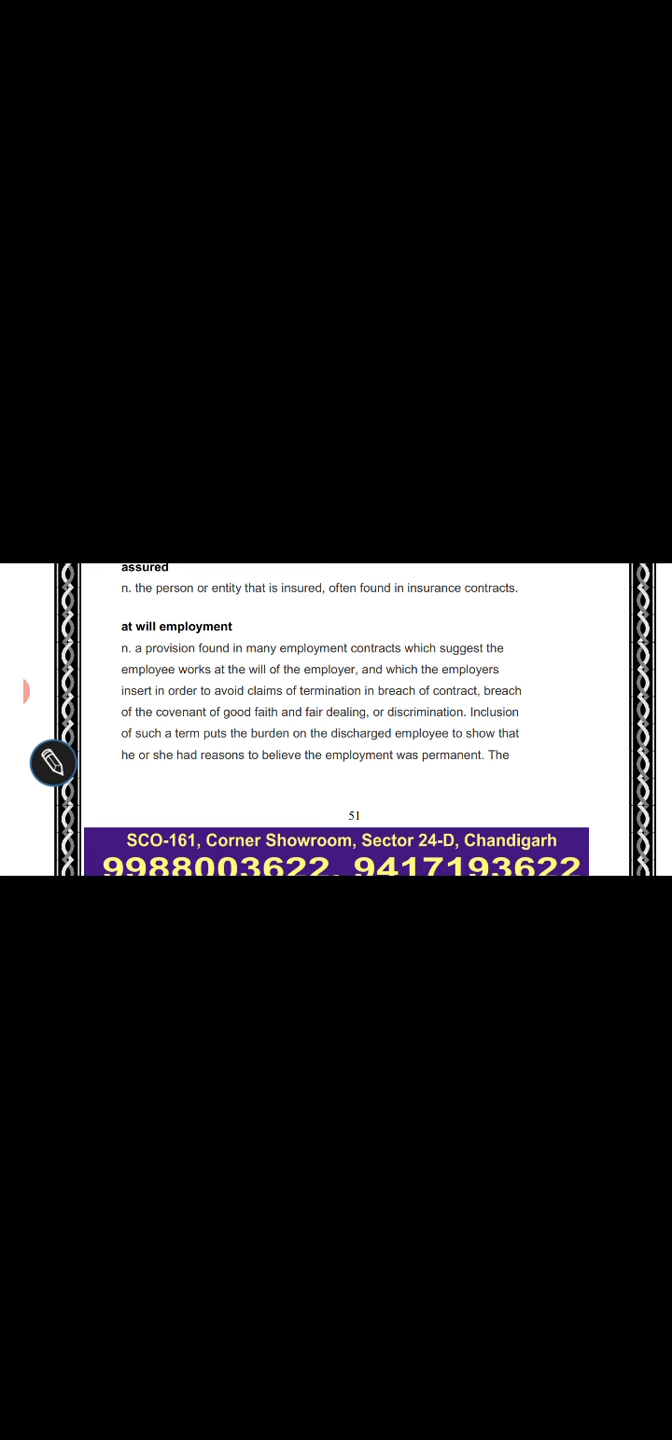 assured
n. the person or entity that is insured, often found in insurance contracts.
at will employment
n. a provision found in many employment contracts which suggest the
employee works at the will of the employer, and which the employers
insert in order to avoid claims of termination in breach of contract, breach
of the covenant of good faith and fair dealing, or discrimination. Inclusion
of such a term puts the burden on the discharged employee to show that
he or she had reasons to believe the employment was permanent. The
51
SCO-161, Corner Showroom, Sector 24-D, Chandigarh
9988003622, 9417193622